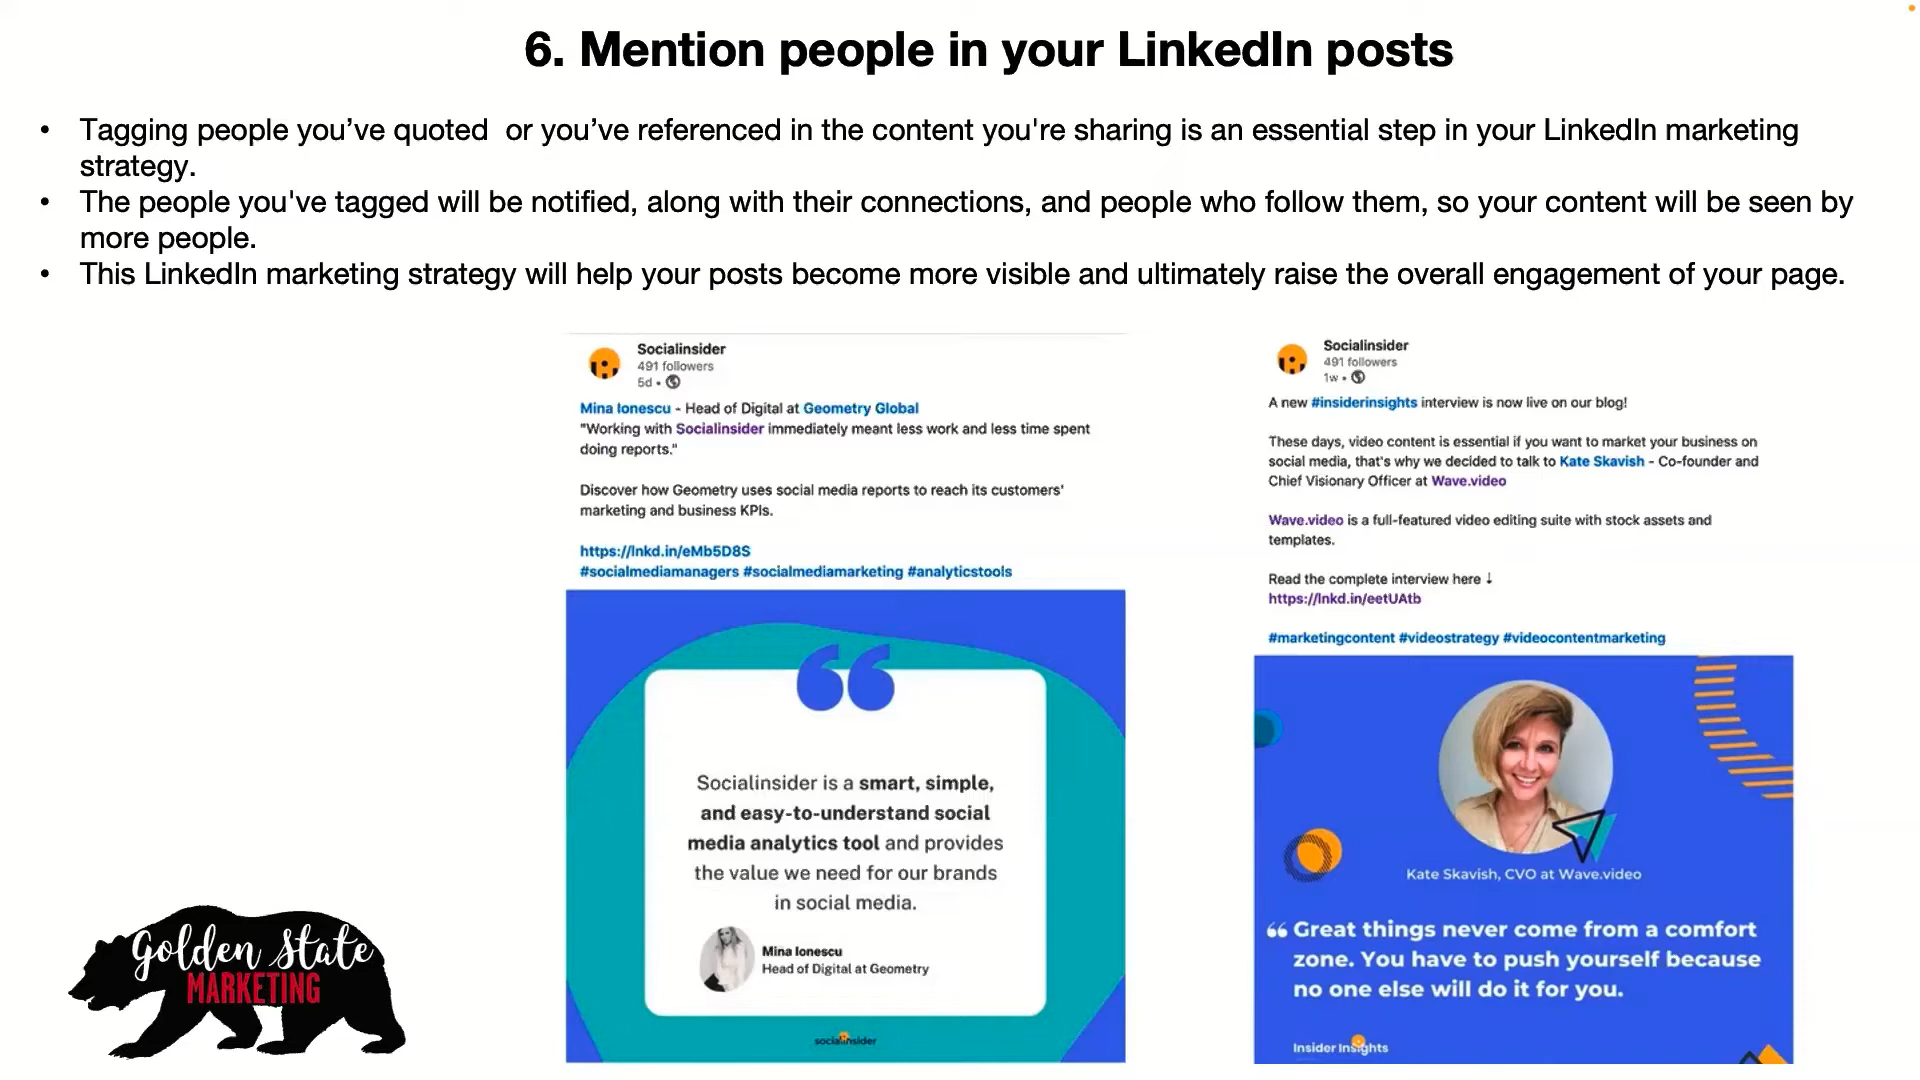 6. Mention people in your LinkedIn posts
• Tagging people you’ve quoted  or you’ve referenced in the content you're sharing is an essential step in your LinkedIn marketing
strategy.
• The people you've tagged will be notified, along with their connections, and people who follow them, so your content will be seen by
more people.
• This LinkedIn marketing strategy will help your posts become more visible and ultimately raise the overall engagement of your page.
Socialinsider
491 followers
5d •
Mina Ionescu - Head of Digital at Geometry Global
"Working with Socialinsider immediately meant less work and less time spent
doing reports."
Discover how Geometry uses social media reports to reach its customers'
marketing and business KPIs.
https://lnkd.in/eMb5D8S
#socialmediamanagers #socialmediamarketing #analyticstools
“
Socialinsider is a smart, simple,
and easy-to-understand social
media analytics tool and provides
the value we need for our brands
in social media.
Mina Ionescu
Head of Digital at Geometry
socialinsider
Socialinsider
491 followers
1w •
A new #insiderinsights interview is now live on our blog!
These days, video content is essential if you want to market your business on
social media, that's why we decided to talk to Kate Skavish - Co-founder and
Chief Visionary Officer at Wave.video
Wave.video is a full-featured video editing suite with stock assets and
templates.
Read the complete interview here ↓
https://lnkd.in/eetUAtb
#marketingcontent #videostrategy #videocontentmarketing
Kate Skavish, CVO at Wave.video
“ Great things never come from a comfort
zone. You have to push yourself because
no one else will do it for you.
Insider Insights
Golden State
MARKETING